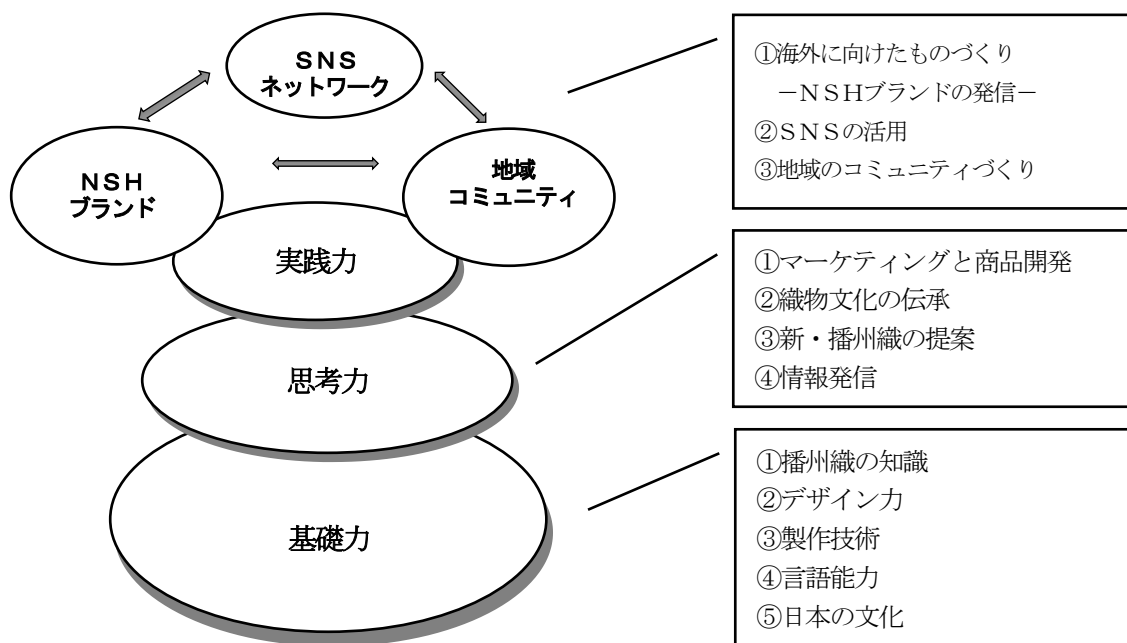 SNS
ネットワーク
NSH
ブランド
地域
コミュニティ
実践力
思考力
基礎力
①海外に向けたものづくり
－NSHブランドの発信－
②SNSの活用
③地域のコミュニティづくり
①マーケティングと商品開発
②織物文化の伝承
③新・播州織の提案
④情報発信
①播州織の知識
②デザイン力
③製作技術
④言語能力
⑤日本の文化